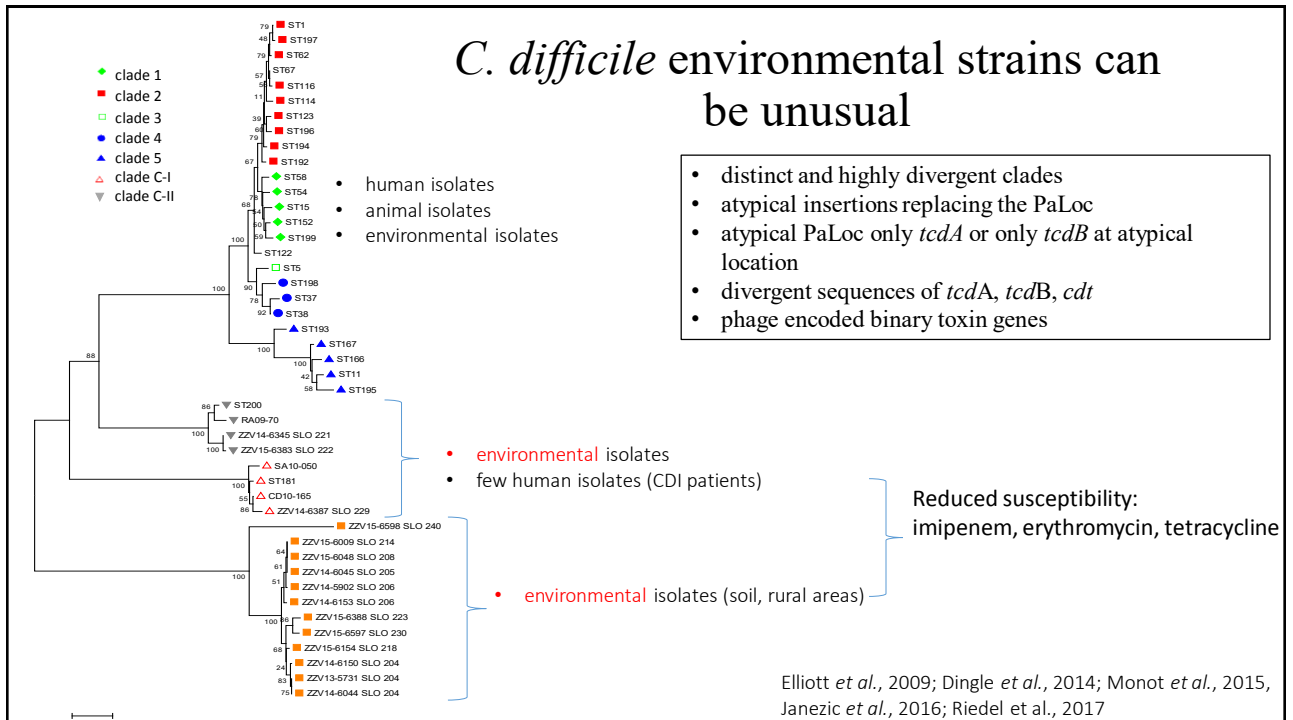 C. difficile environmental strains can
be unusual
clade 1
clade 2
clade 3
clade 4
clade 5
clade C-I
clade C-II
• human isolates
• animal isolates
• environmental isolates
• distinct and highly divergent clades
• atypical insertions replacing the PaLoc
• atypical PaLoc only tcdA or only tcdB at atypical
location
• divergent sequences of tcdA, tcdB, cdt
• phage encoded binary toxin genes
79 ST1
48 ST197
79 ST62
ST67
57 ST116
11 ST114
39 ST123
60 ST196
79 ST194
67 ST192
ST58
ST54
68 54 ST15
50 ST152
59 ST199
100 ST122
ST5
90 ST198
100 78 ST37
92 ST38
ST193
100 ST167
88 100 ST166
42 ST11
58 ST195
86 ST200
RA09-70
100 ZZV14-6345 SLO 221
100 ZZV15-6383 SLO 222
SA10-050
100 ST181
55 CD10-165
86 ZZV14-6387 SLO 229
• environmental isolates
• few human isolates (CDI patients)
Reduced susceptibility:
imipenem, erythromycin, tetracycline
ZZV15-6598 SLO 240
64 ZZV15-6009 SLO 214
61 ZZV15-6048 SLO 208
100 51 ZZV14-6045 SLO 205
ZZV14-5902 SLO 206
ZZV14-6153 SLO 206
100 86 ZZV15-6388 SLO 223
ZZV15-6597 SLO 230
68 ZZV15-6154 SLO 218
24 ZZV14-6150 SLO 204
83 ZZV13-5731 SLO 204
75 ZZV14-6044 SLO 204
• environmental isolates (soil, rural areas)
Elliott et al., 2009; Dingle et al., 2014; Monot et al., 2015,
Janezic et al., 2016; Riedel et al., 2017